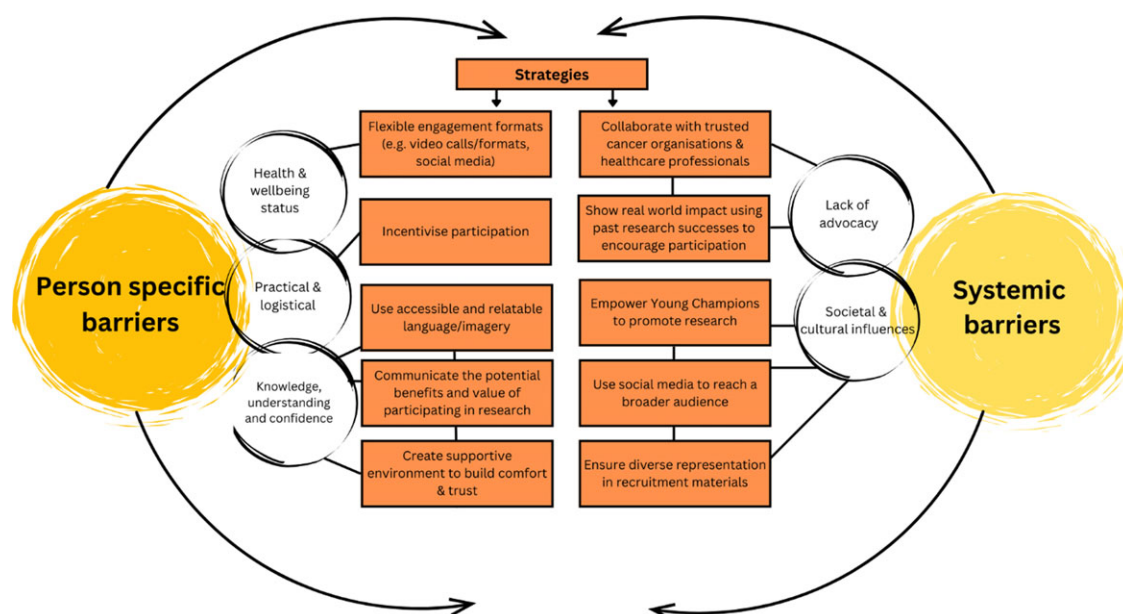 Strategies
Flexible engagement formats
(e.g. video calls/formats,
social media)
Collaborate with trusted
cancer organisations &
healthcare professionals
Health &
wellbeing
status
Incentivise participation
Show real world impact using
past research successes to
encourage participation
Lack of
advocacy
Person specific
barriers
Practical &
logistical
Use accessible and relatable
language/imagery
Empower Young Champions
to promote research
Societal &
cultural influences
Systemic
barriers
Knowledge,
understanding
and confidence
Communicate the potential
benefits and value of
participating in research
Use social media to reach a
broader audience
Create supportive
environment to build comfort
& trust
Ensure diverse representation
in recruitment materials